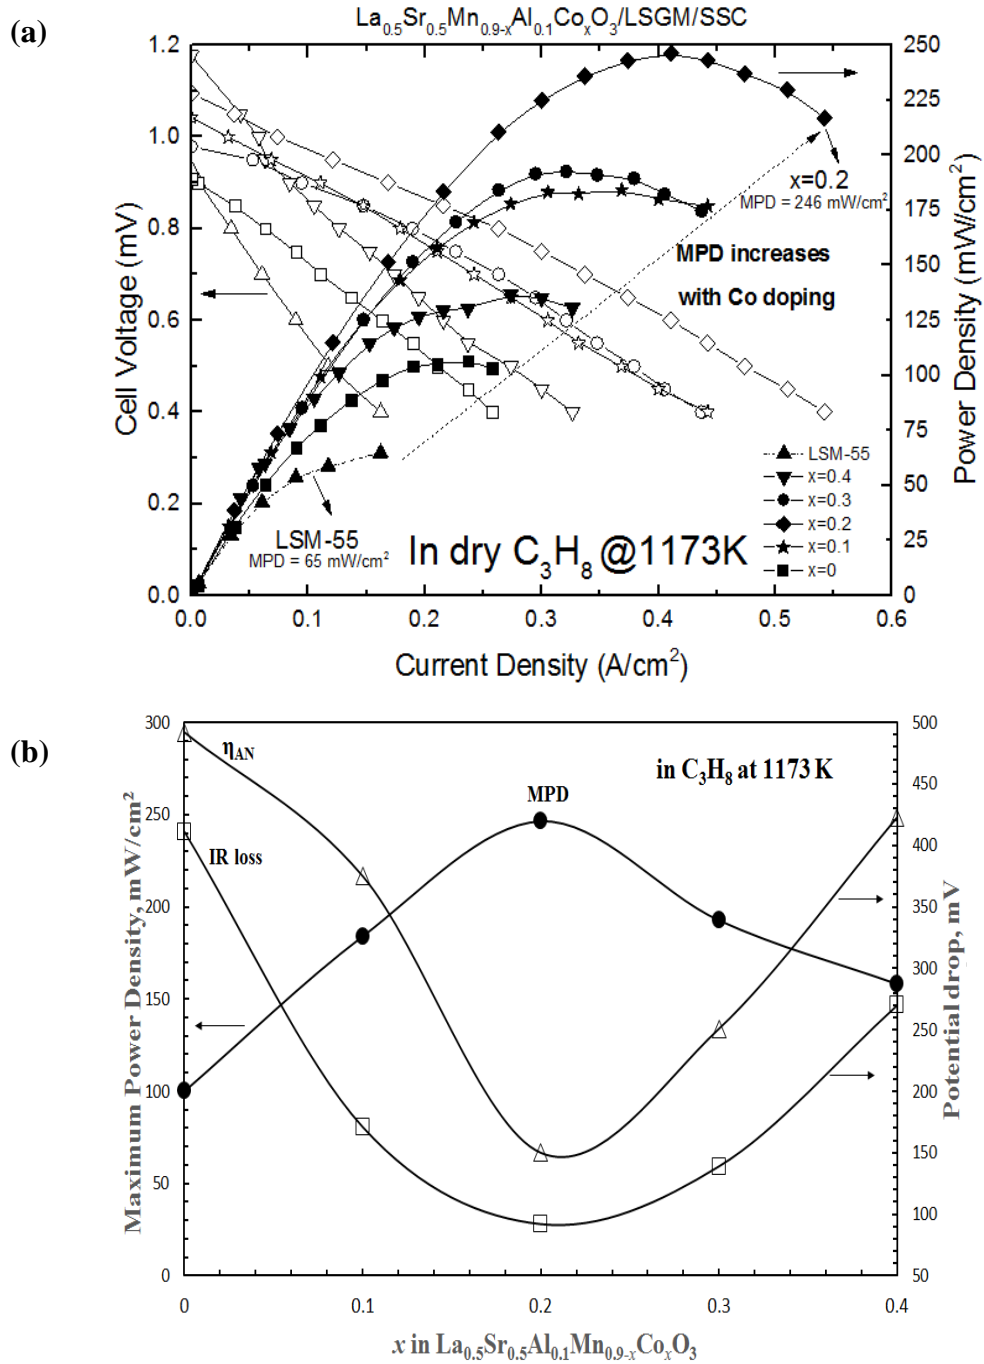 (a)
La0.5Sr0.5Mn0.9-xAl0.1CoxO3/LSGM/SSC
1.2
1.0
0.8
0.6
0.4
0.2
0.0
Cell Voltage (mV)
250
225
200
175
150
125
100
75
50
25
0
Power Density (mW/cm2)
x=0.2
MPD = 246 mW/cm2
MPD increases
with Co doping
LSM-55
MPD = 65 mW/cm2
In dry C3H8 @1173K
LSM-55
x=0.4
x=0.3
x=0.2
x=0.1
x=0
0.0 0.1 0.2 0.3 0.4 0.5 0.6
Current Density (A/cm2)
(b)
300
250
200
150
100
50
0
Maximum Power Density, mW/cm²
ηAN
IR loss
MPD
in C3H8 at 1173 K
500
450
400
350
300
250
200
150
100
50
Potential drop, mV
0 0.1 0.2 0.3 0.4
x in La0.5Sr0.5Al0.1Mn0.9-xCoxO3